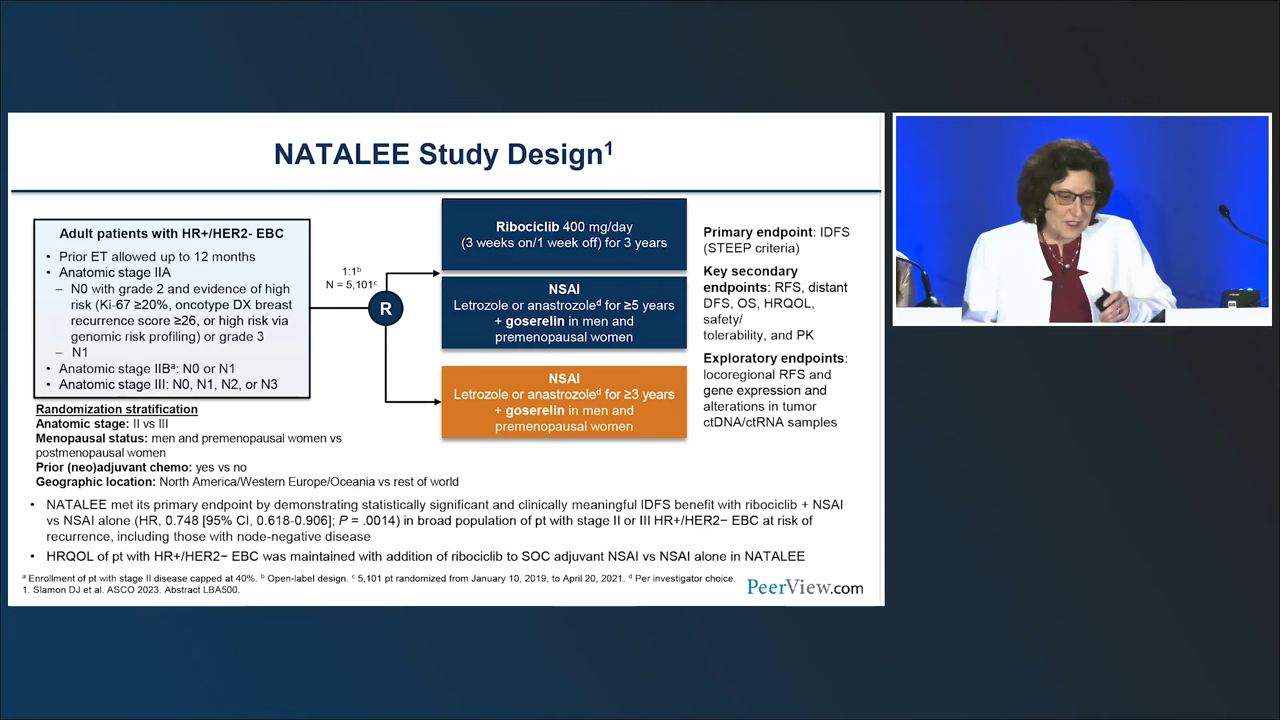 NATALEE Study Design¹
Adult patients with HR+/HER2- EBC
• Prior ET allowed up to 12 months
• Anatomic stage IIA
– N0 with grade 2 and evidence of high
risk (Ki-67 ≥20%, oncotype DX breast
recurrence score ≥26, or high risk via
genomic risk profiling) or grade 3
– N1
• Anatomic stage IIBᵃ: N0 or N1
• Anatomic stage III: N0, N1, N2, or N3
1:1ᵇ
N = 5,101ᶜ
R
Ribociclib 400 mg/day
(3 weeks on/1 week off) for 3 years
NSAI
Letrozole or anastrozoleᵈ for ≥5 years
+ goserelin in men and
premenopausal women
NSAI
Letrozole or anastrozoleᵈ for ≥3 years
+ goserelin in men and
premenopausal women
Primary endpoint: IDFS
(STEEP criteria)
Key secondary
endpoints: RFS, distant
DFS, OS, HRQOL,
safety/
tolerability, and PK
Exploratory endpoints:
locoregional RFS and
gene expression and
alterations in tumor
ctDNA/ctRNA samples
Randomization stratification
Anatomic stage: II vs III
Menopausal status: men and premenopausal women vs
postmenopausal women
Prior (neo)adjuvant chemo: yes vs no
Geographic location: North America/Western Europe/Oceania vs rest of world
• NATALEE met its primary endpoint by demonstrating statistically significant and clinically meaningful IDFS benefit with ribociclib + NSAI
vs NSAI alone (HR, 0.748 [95% CI, 0.618-0.906]; P = .0014) in broad population of pt with stage II or III HR+/HER2− EBC at risk of
recurrence, including those with node-negative disease
• HRQOL of pt with HR+/HER2− EBC was maintained with addition of ribociclib to SOC adjuvant NSAI vs NSAI alone in NATALEE
ᵃ Enrollment of pt with stage II disease capped at 40%. ᵇ Open-label design. ᶜ 5,101 pt randomized from January 10, 2019, to April 20, 2021. ᵈ Per investigator choice.
1. Slamon DJ et al. ASCO 2023. Abstract LBA500.
PeerView.com